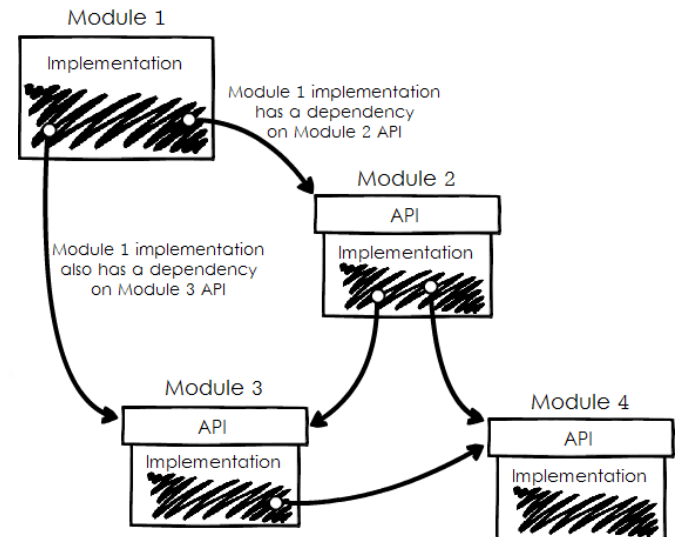 Module 1
Implementation
Module 1 implementation
has a dependency
on Module 2 API
Module 2
API
Implementation
Module 1 implementation
also has a dependency
on Module 3 API
Module 3
API
Implementation
Module 4
API
Implementation